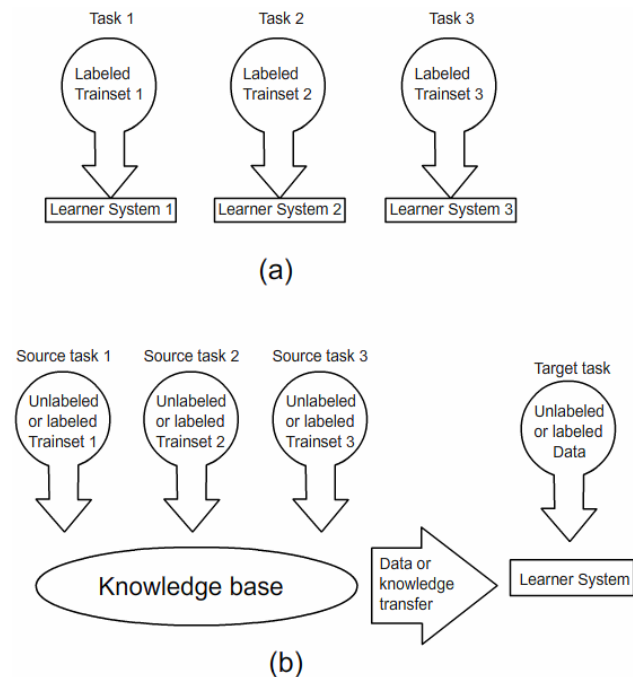 Task 1
Task 2
Task 3
Labeled
Trainset 1
Labeled
Trainset 2
Labeled
Trainset 3
Learner System 1
Learner System 2
Learner System 3
(a)
Source task 1
Source task 2
Source task 3
Target task
Unlabeled
or labeled
Trainset 1
Unlabeled
or labeled
Trainset 2
Unlabeled
or labeled
Trainset 3
Unlabeled
or labeled
Data
Knowledge base
Data or
knowledge
transfer
Learner System
(b)